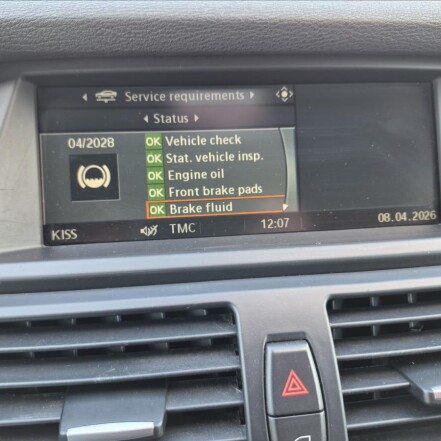 Service requirements
Status
04/2028
OK Vehicle check
OK Stat. vehicle insp.
OK Engine oil
OK Front brake pads
OK Brake fluid
KISS TMC 12:07 08.04.2026